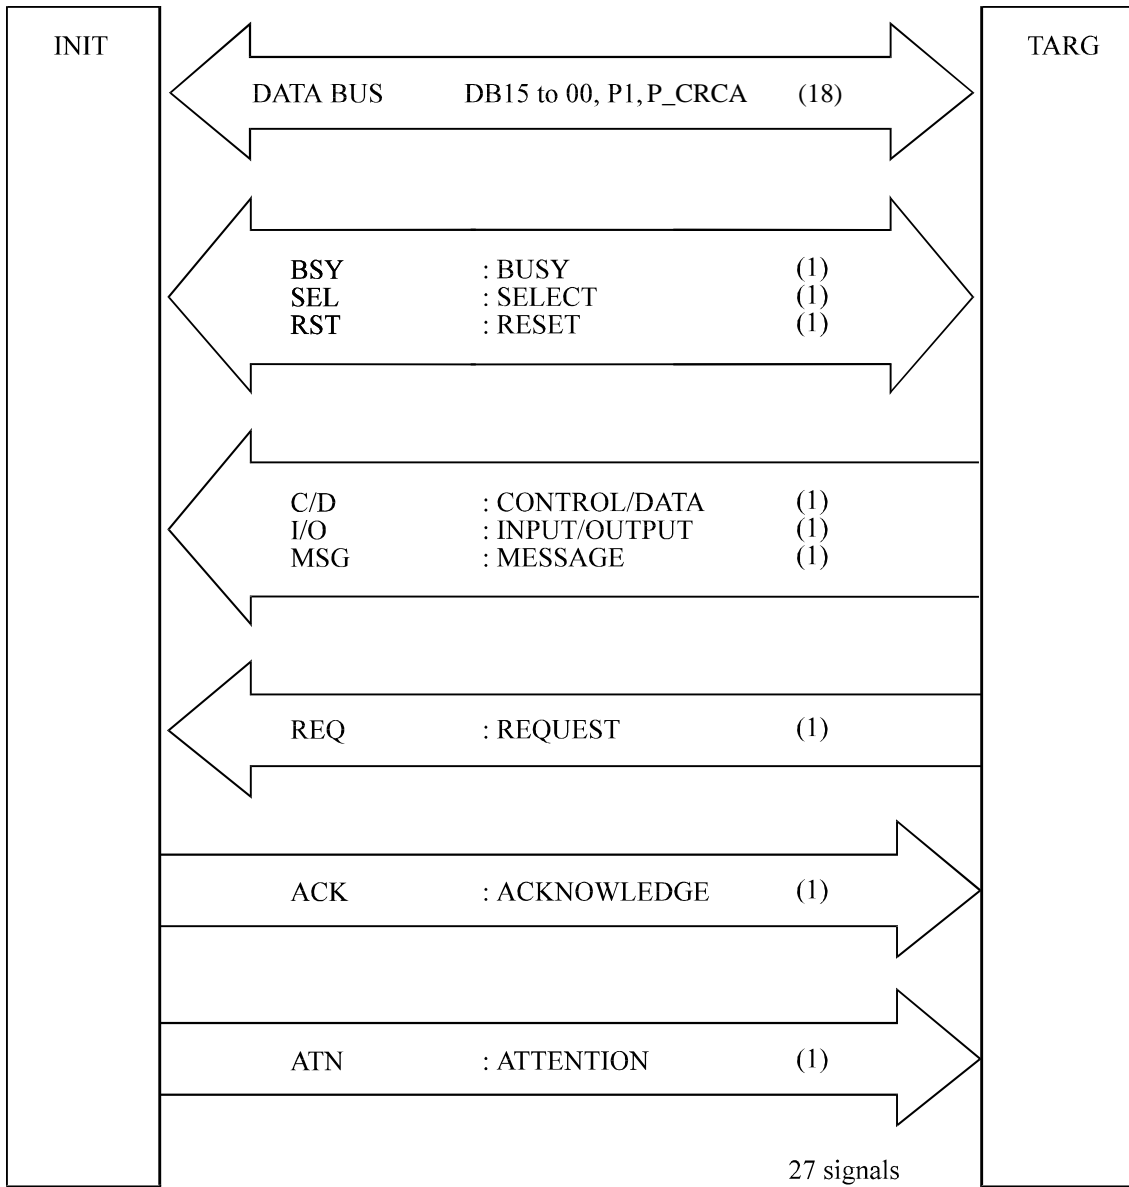 INIT
TARG
DATA BUS DB15 to 00, P1, P_CRCA (18)
BSY : BUSY (1)
SEL : SELECT (1)
RST : RESET (1)
C/D : CONTROL/DATA (1)
I/O : INPUT/OUTPUT (1)
MSG : MESSAGE (1)
REQ : REQUEST (1)
ACK : ACKNOWLEDGE (1)
ATN : ATTENTION (1)
27 signals